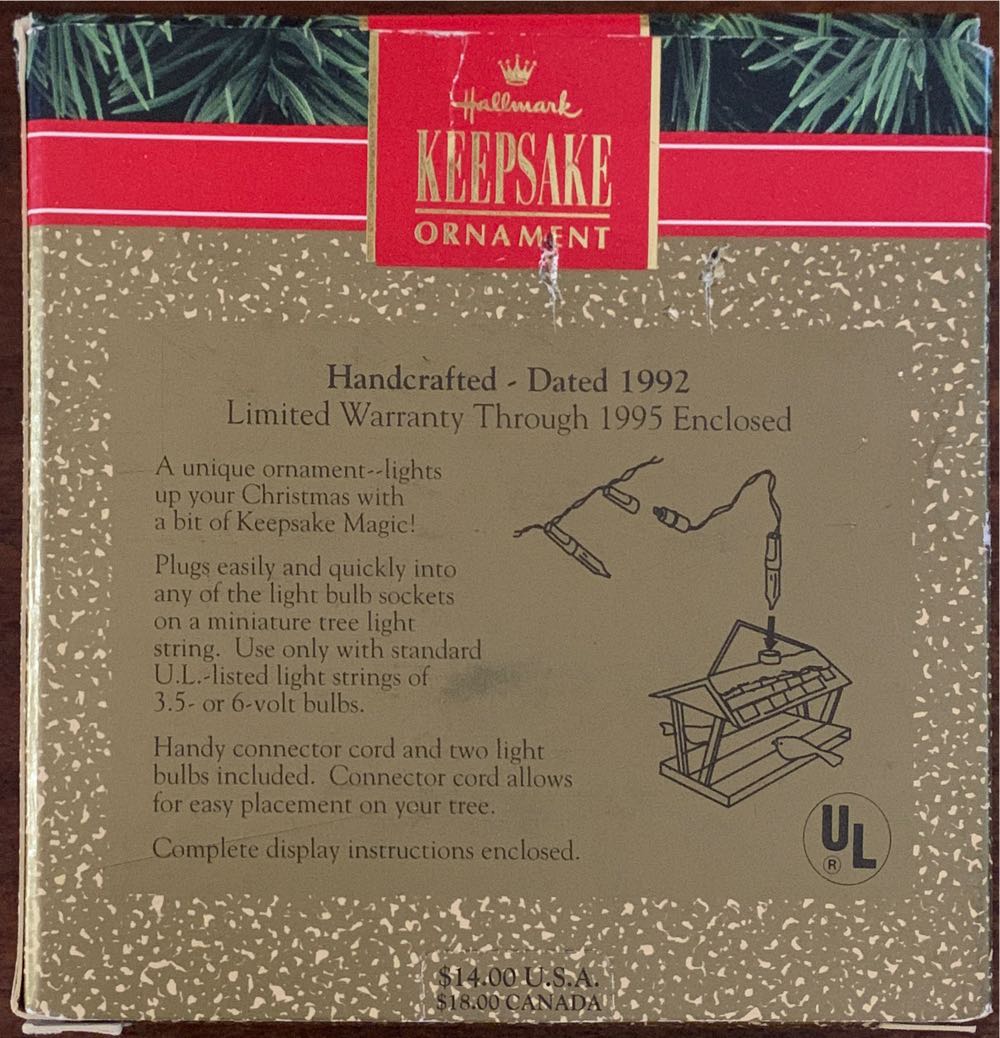 Hallmark
KEEPSAKE
ORNAMENT
Handcrafted - Dated 1992
Limited Warranty Through 1995 Enclosed
A unique ornament--lights
up your Christmas with
a bit of Keepsake Magic!
Plugs easily and quickly into
any of the light bulb sockets
on a miniature tree light
string. Use only with standard
U.L.-listed light strings of
3.5- or 6-volt bulbs.
Handy connector cord and two light
bulbs included. Connector cord allows
for easy placement on your tree.
Complete display instructions enclosed.
UL
®
$14.00 U.S.A.
$18.00 CANADA